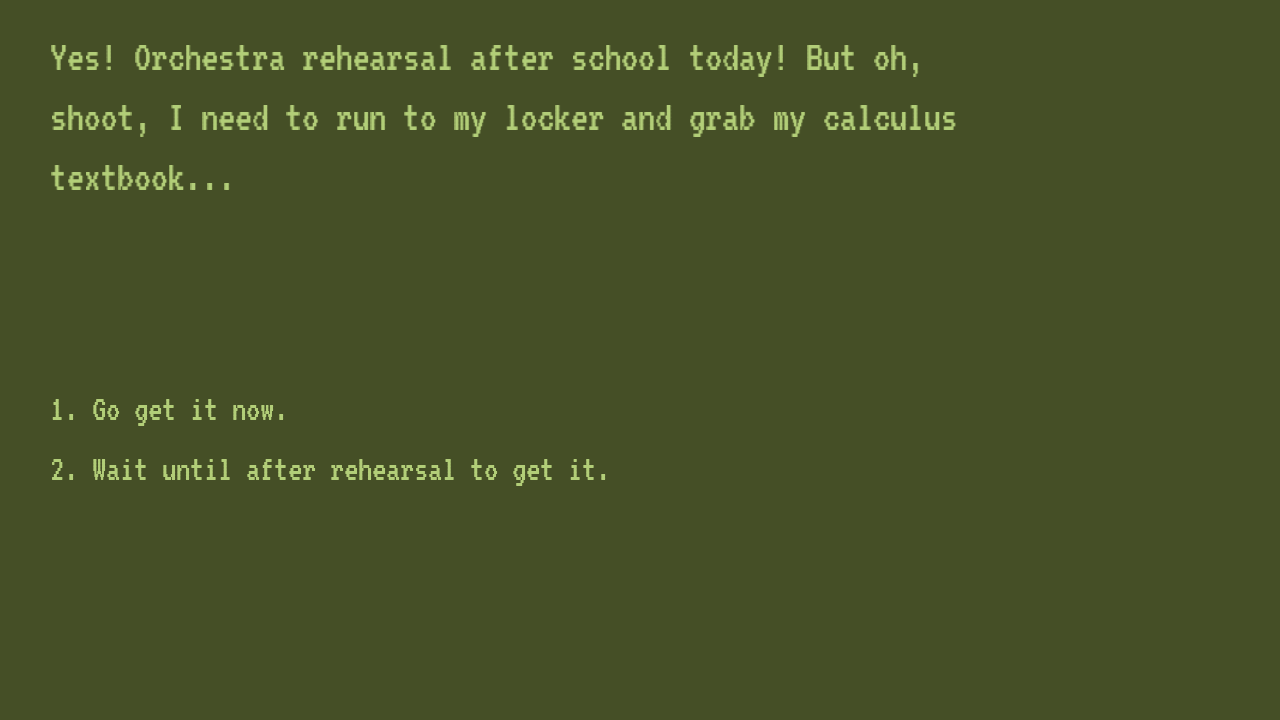 Yes! Orchestra rehearsal after school today! But oh,
shoot, I need to run to my locker and grab my calculus
textbook...
1. Go get it now.
2. Wait until after rehearsal to get it.